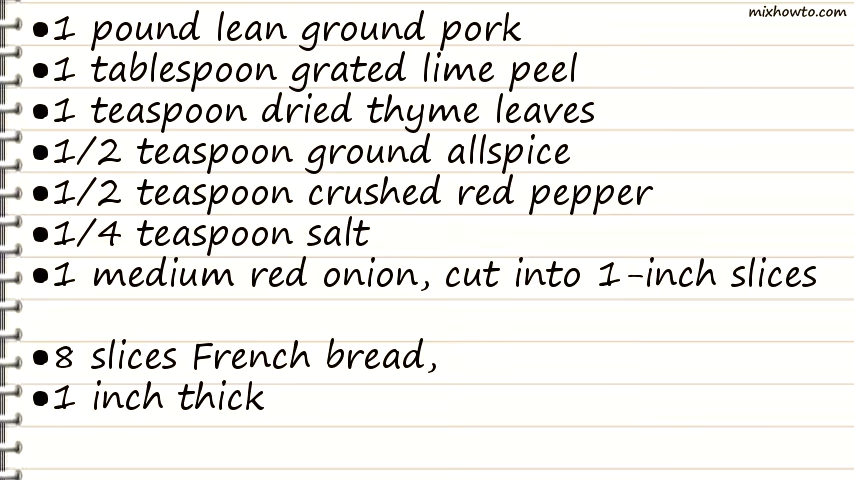 mixhowto.com
•1 pound lean ground pork
•1 tablespoon grated lime peel
•1 teaspoon dried thyme leaves
•1/2 teaspoon ground allspice
•1/2 teaspoon crushed red pepper
•1/4 teaspoon salt
•1 medium red onion, cut into 1-inch slices
•8 slices French bread,
•1 inch thick